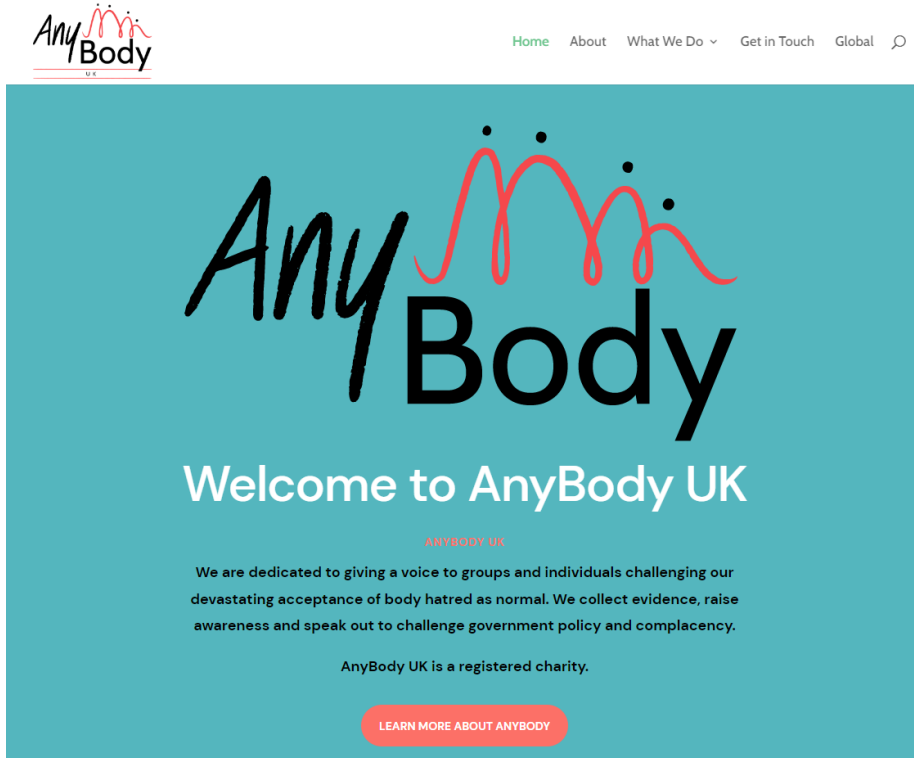 Any
Body
UK
Home About What We Do Get in Touch Global
Any
Body
Welcome to AnyBody UK
ANYBODY UK
We are dedicated to giving a voice to groups and individuals challenging our
devastating acceptance of body hatred as normal. We collect evidence, raise
awareness and speak out to challenge government policy and complacency.
AnyBody UK is a registered charity.
LEARN MORE ABOUT ANYBODY